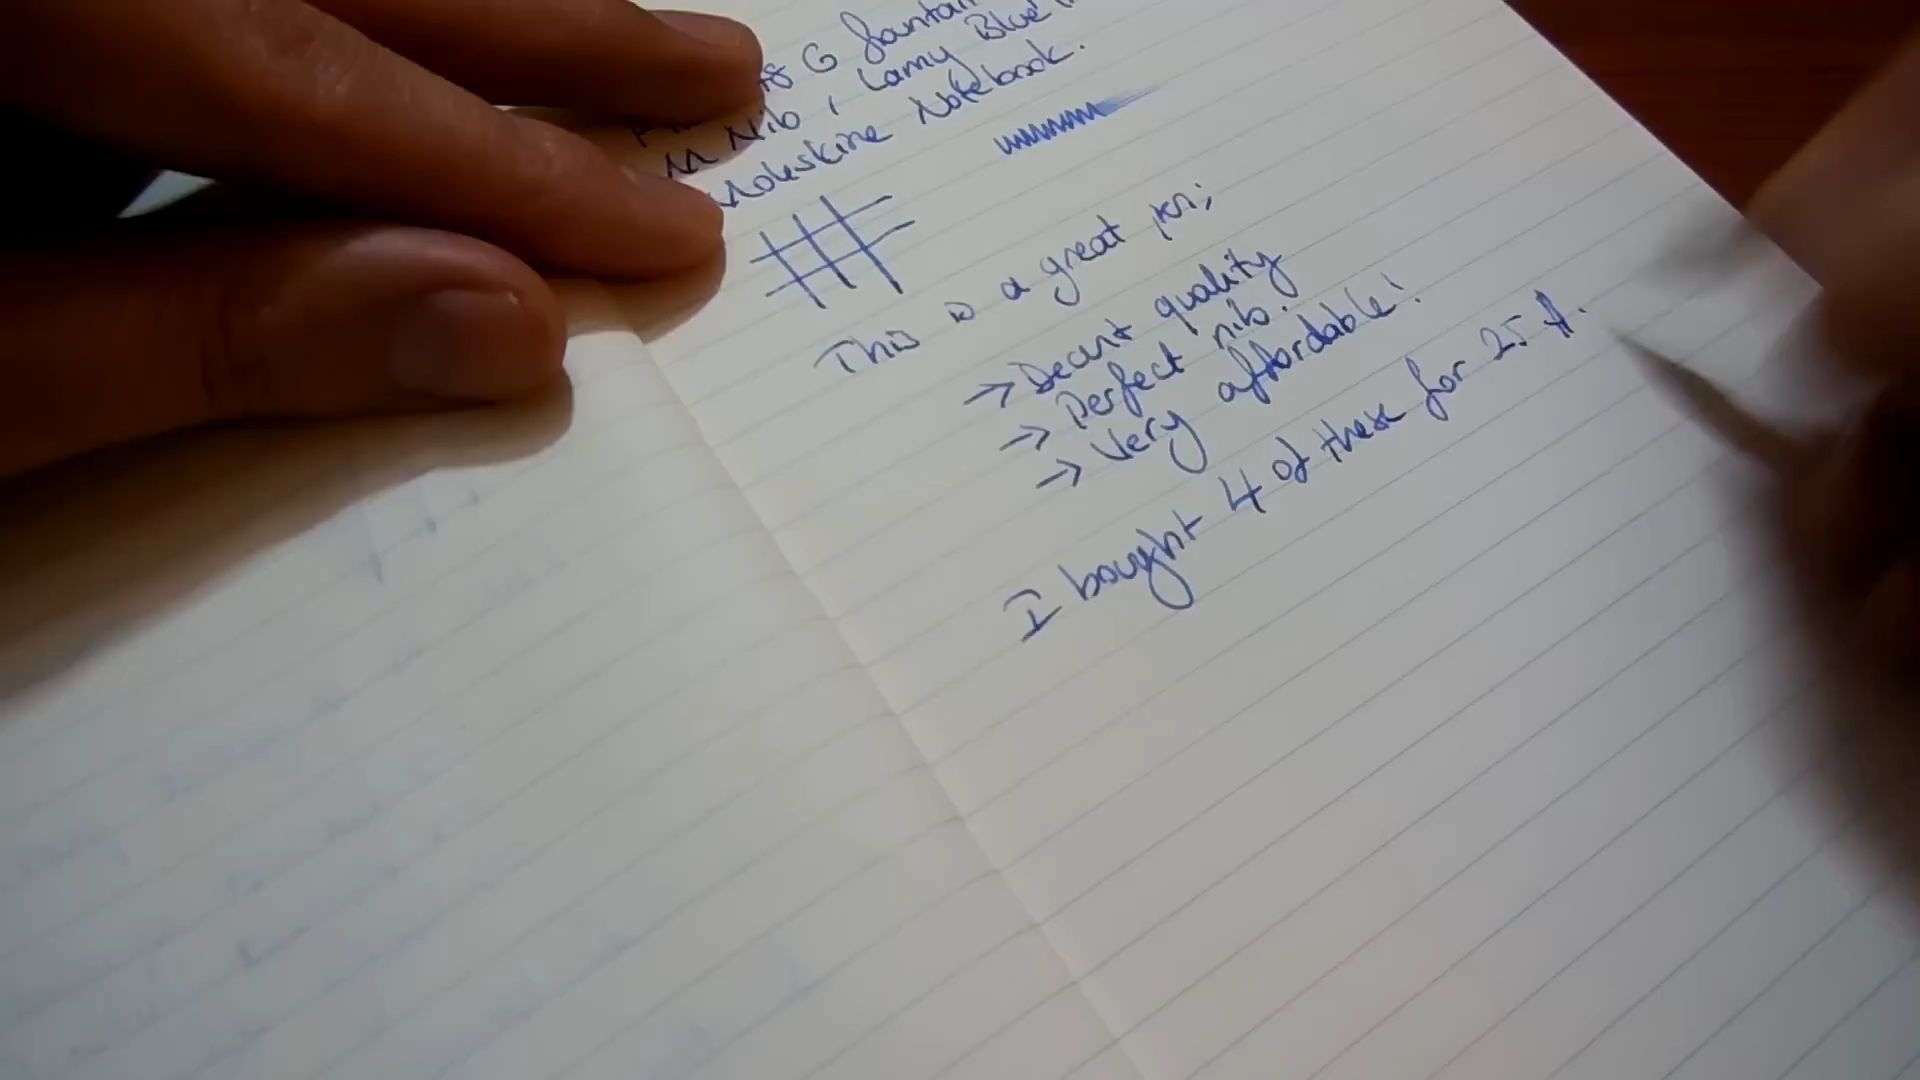 G fountain
M Nib, Lamy Blue
Moleskine Notebook.
This is a great pen;
→ Decent quality
→ Perfect nib.
→ Very affordable!
I bought 4 of these for 25 $.